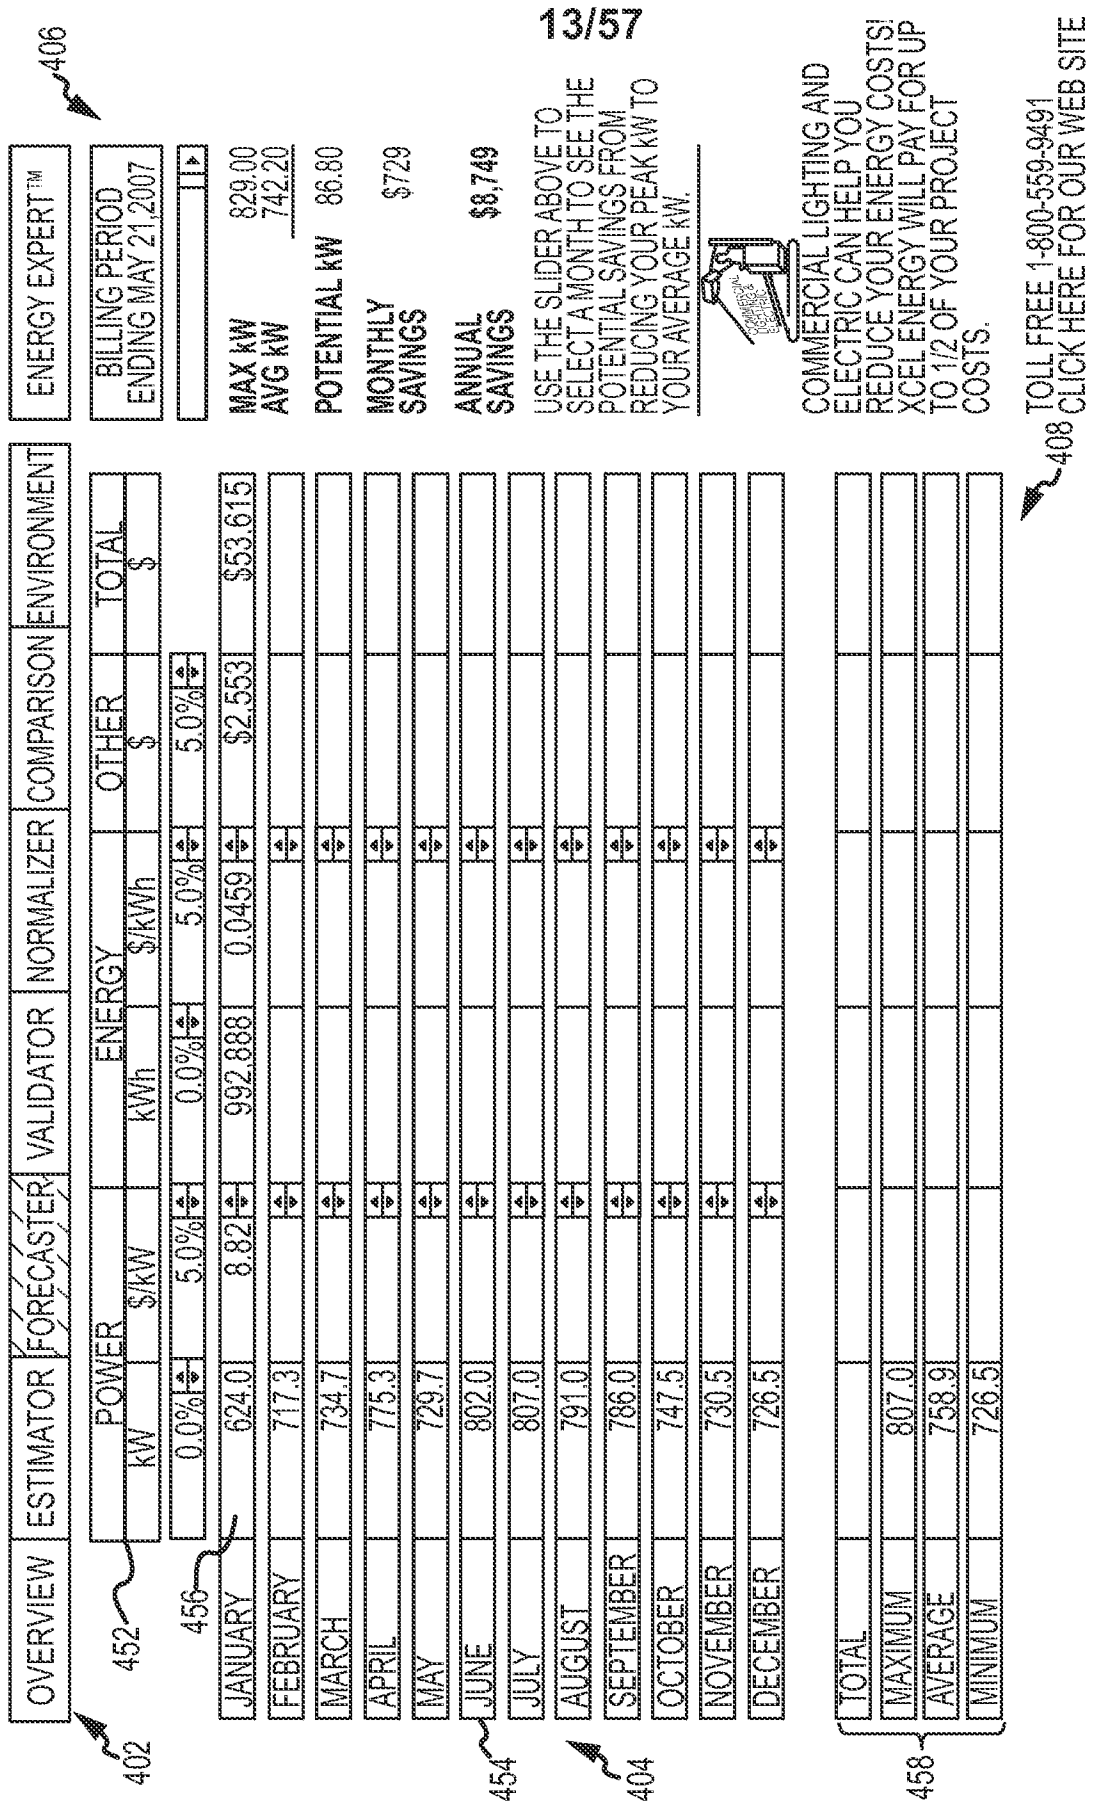 13/57
402
OVERVIEW ESTIMATOR FORECASTER VALIDATOR NORMALIZER COMPARISON ENVIRONMENT
ENERGY EXPERT™
406
452
POWER ENERGY OTHER TOTAL
kW $/kW kWh $/kWh $ $
0.0% 5.0% 0.0% 5.0% 5.0%
456
JANUARY 624.0 8.82 992.888 0.0459 $2.553 $53.615
FEBRUARY 717.3
MARCH 734.7
APRIL 775.3
MAY 729.7
454
JUNE 802.0
JULY 807.0
AUGUST 791.0
SEPTEMBER 786.0
OCTOBER 747.5
NOVEMBER 730.5
DECEMBER 726.5
404
458
TOTAL
MAXIMUM 807.0
AVERAGE 758.9
MINIMUM 726.5
BILLING PERIOD
ENDING MAY 21, 2007
MAX kW 829.00
AVG kW 742.20
POTENTIAL kW 86.80
MONTHLY
SAVINGS $729
ANNUAL
SAVINGS $8,749
USE THE SLIDER ABOVE TO
SELECT A MONTH TO SEE THE
POTENTIAL SAVINGS FROM
REDUCING YOUR PEAK kW TO
YOUR AVERAGE kW.
COMMERCIAL LIGHTING AND
ELECTRIC CAN HELP YOU
REDUCE YOUR ENERGY COSTS!
XCEL ENERGY WILL PAY FOR UP
TO 1/2 OF YOUR PROJECT
COSTS.
TOLL FREE 1-800-559-9491
CLICK HERE FOR OUR WEB SITE
408